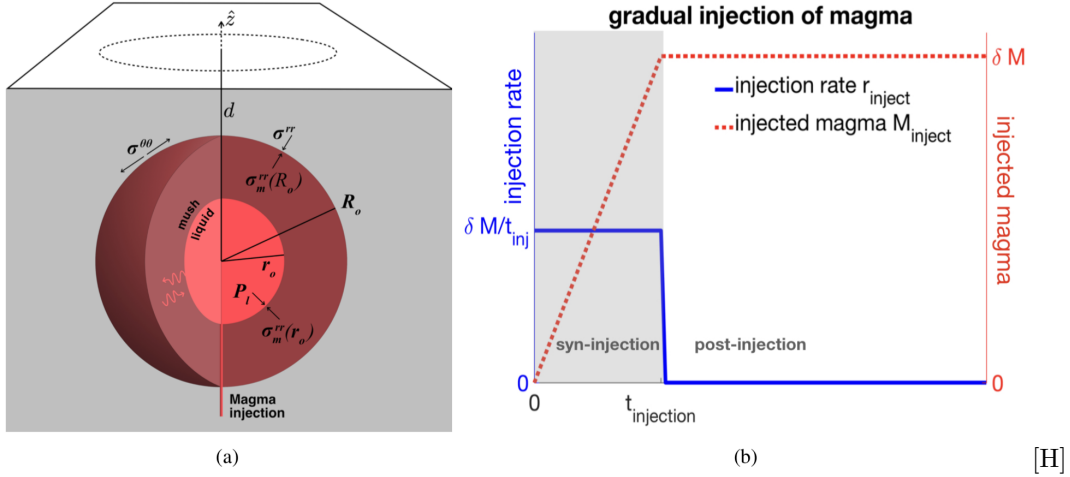 ẑ
d
σ^θθ
σ^rr
σ_m^rr(R_o)
R_o
mush
liquid
r_o
P_l
σ_m^rr(r_o)
Magma
injection
(a)
gradual injection of magma
injection rate
δ M/t_inj
0
injection rate r_inject
injected magma M_inject
syn-injection
post-injection
0
t_injection
δ M
injected magma
0
(b)
[H]